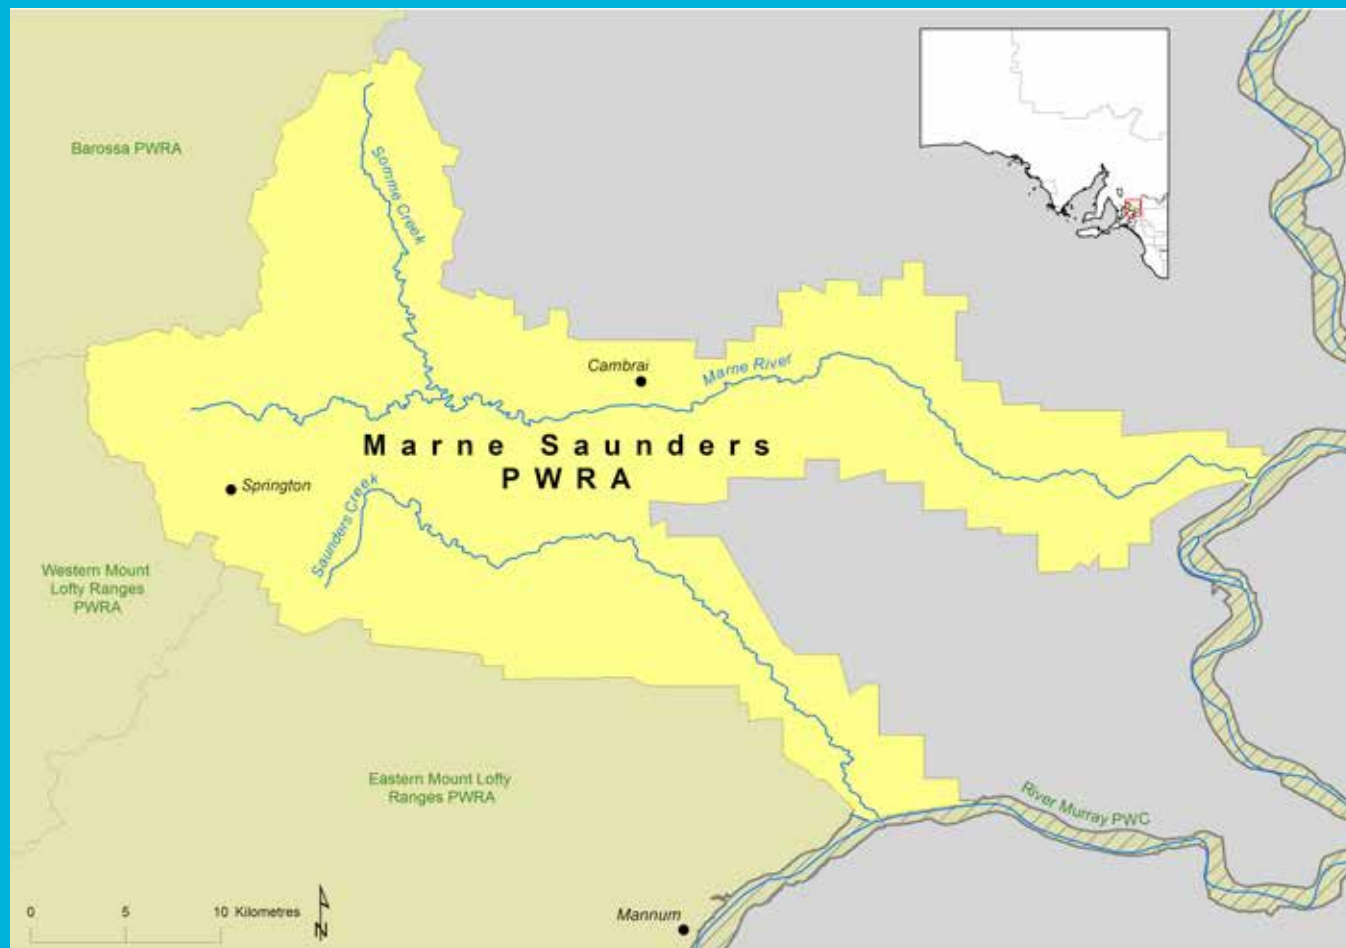 Barossa PWRA
Somme Creek
Cambrai
Marne River
Marne Saunders
PWRA
Springton
Saunders Creek
Western Mount
Lofty Ranges
PWRA
Eastern Mount Lofty
Ranges PWRA
River Murray PWC
Mannum
0 5 10 Kilometres
N